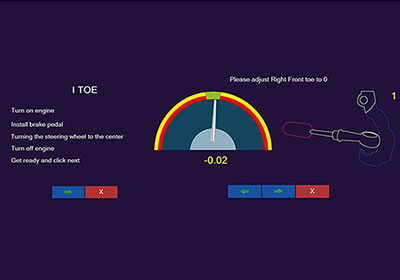 I TOE
Turn on engine
Install brake pedal
Turning the steering wheel to the center
Turn off engine
Get ready and click next
X
Please adjust Right Front toe to 0
-0.02
1
X